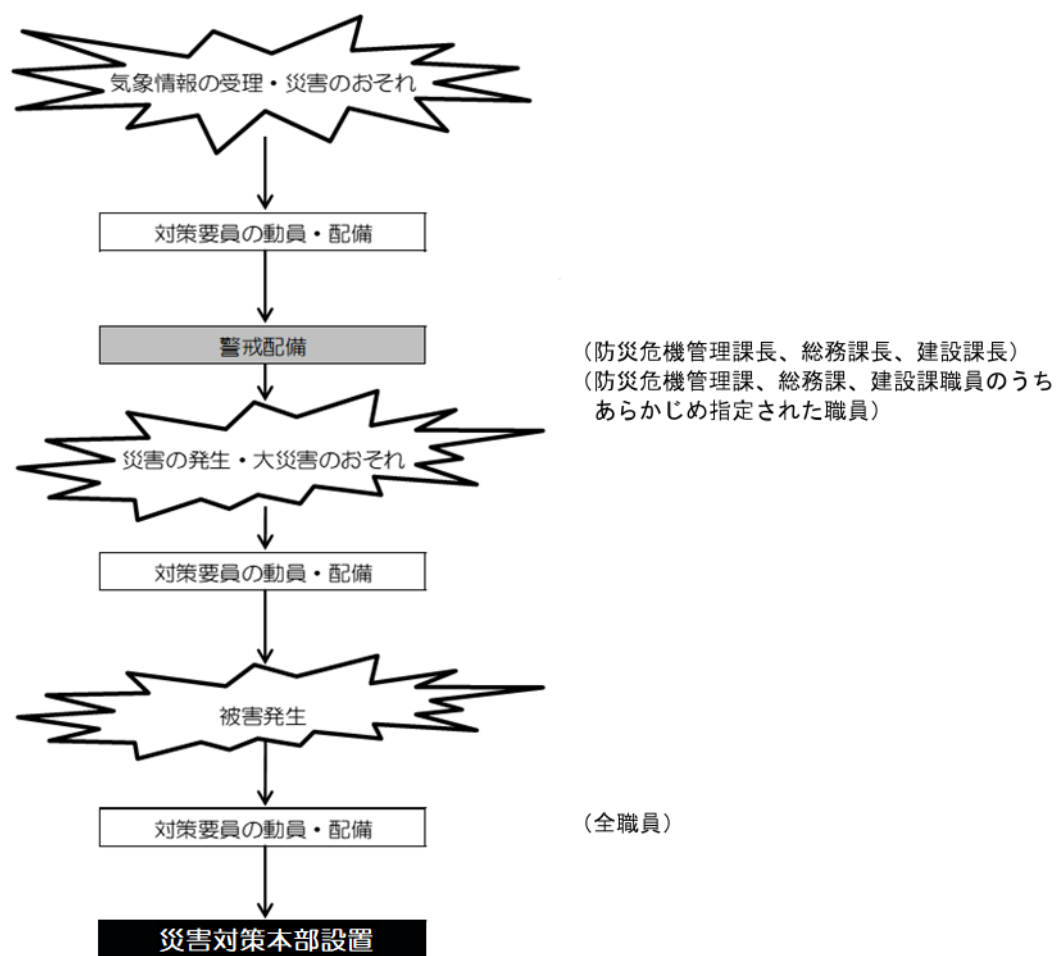 気象情報の受理・災害のおそれ
対策要員の動員・配備
警戒配備
(防災危機管理課長、総務課長、建設課長)
(防災危機管理課、総務課、建設課職員のうち
あらかじめ指定された職員)
災害の発生・大災害のおそれ
対策要員の動員・配備
被害発生
対策要員の動員・配備
(全職員)
災害対策本部設置